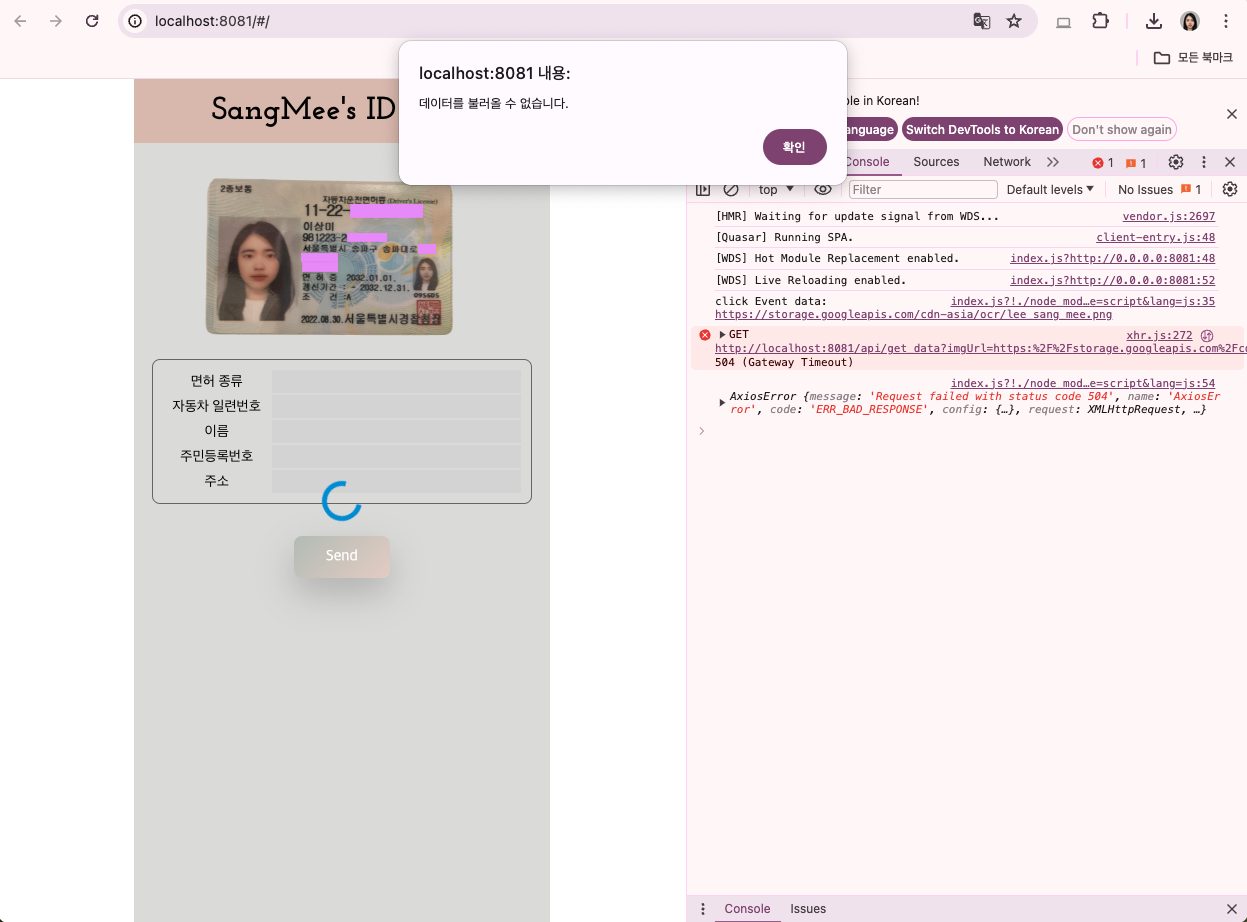 localhost:8081/#/
모든 북마크
localhost:8081 내용:
데이터를 불러올 수 없습니다.
확인
SangMee's ID
2종보통
자동차운전면허증(Driver's License)
11-22-
이상미
981223-2
서울특별시 송파구 송파대로
면 허 증 2032.01.01.
갱신기간 : ~ 2032.12.31.
조 건 :A
095605
2022.08.30.서울특별시경찰청장
면허 종류
자동차 일련번호
이름
주민등록번호
주소
Send
ble in Korean!
anguage
Switch DevTools to Korean
Don't show again
Console
Sources
Network
1
1
top
Filter
Default levels
No Issues
1
[HMR] Waiting for update signal from WDS... vendor.js:2697
[Quasar] Running SPA. client-entry.js:48
[WDS] Hot Module Replacement enabled. index.js?http://0.0.0.0:8081:48
[WDS] Live Reloading enabled. index.js?http://0.0.0.0:8081:52
click Event data: index.js?!./node_mod…e=script&lang=js:35
https://storage.googleapis.com/cdn-asia/ocr/lee_sang_mee.png
GET xhr.js:272
http://localhost:8081/api/get_data?imgUrl=https:%2F%2Fstorage.googleapis.com%2Fc
504 (Gateway Timeout)
index.js?!./node_mod…e=script&lang=js:54
AxiosError {message: 'Request failed with status code 504', name: 'AxiosEr
ror', code: 'ERR_BAD_RESPONSE', config: {…}, request: XMLHttpRequest, …}
Console
Issues